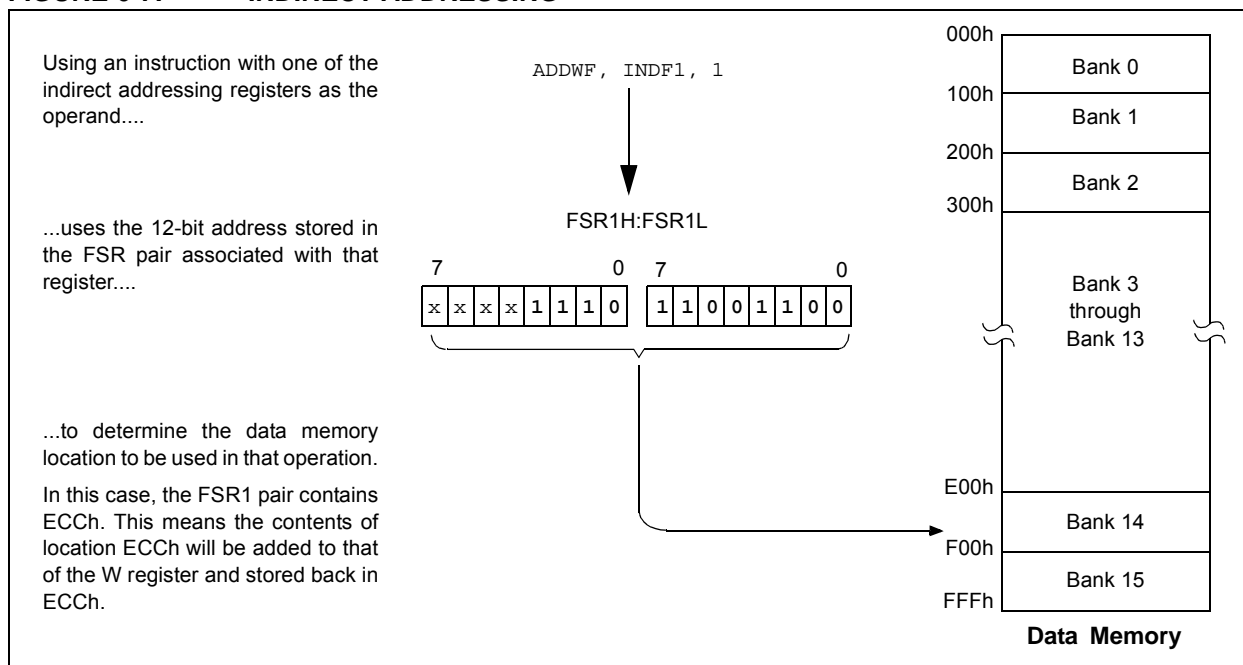 Using an instruction with one of the
indirect addressing registers as the
operand....
ADDWF, INDF1, 1
...uses the 12-bit address stored in
the FSR pair associated with that
register....
FSR1H:FSR1L
7 0 7 0
x x x x 1 1 1 0 1 1 0 0 1 1 0 0
...to determine the data memory
location to be used in that operation.
In this case, the FSR1 pair contains
ECCh. This means the contents of
location ECCh will be added to that
of the W register and stored back in
ECCh.
000h
Bank 0
100h
Bank 1
200h
Bank 2
300h
Bank 3
through
Bank 13
E00h
Bank 14
F00h
Bank 15
FFFh
Data Memory